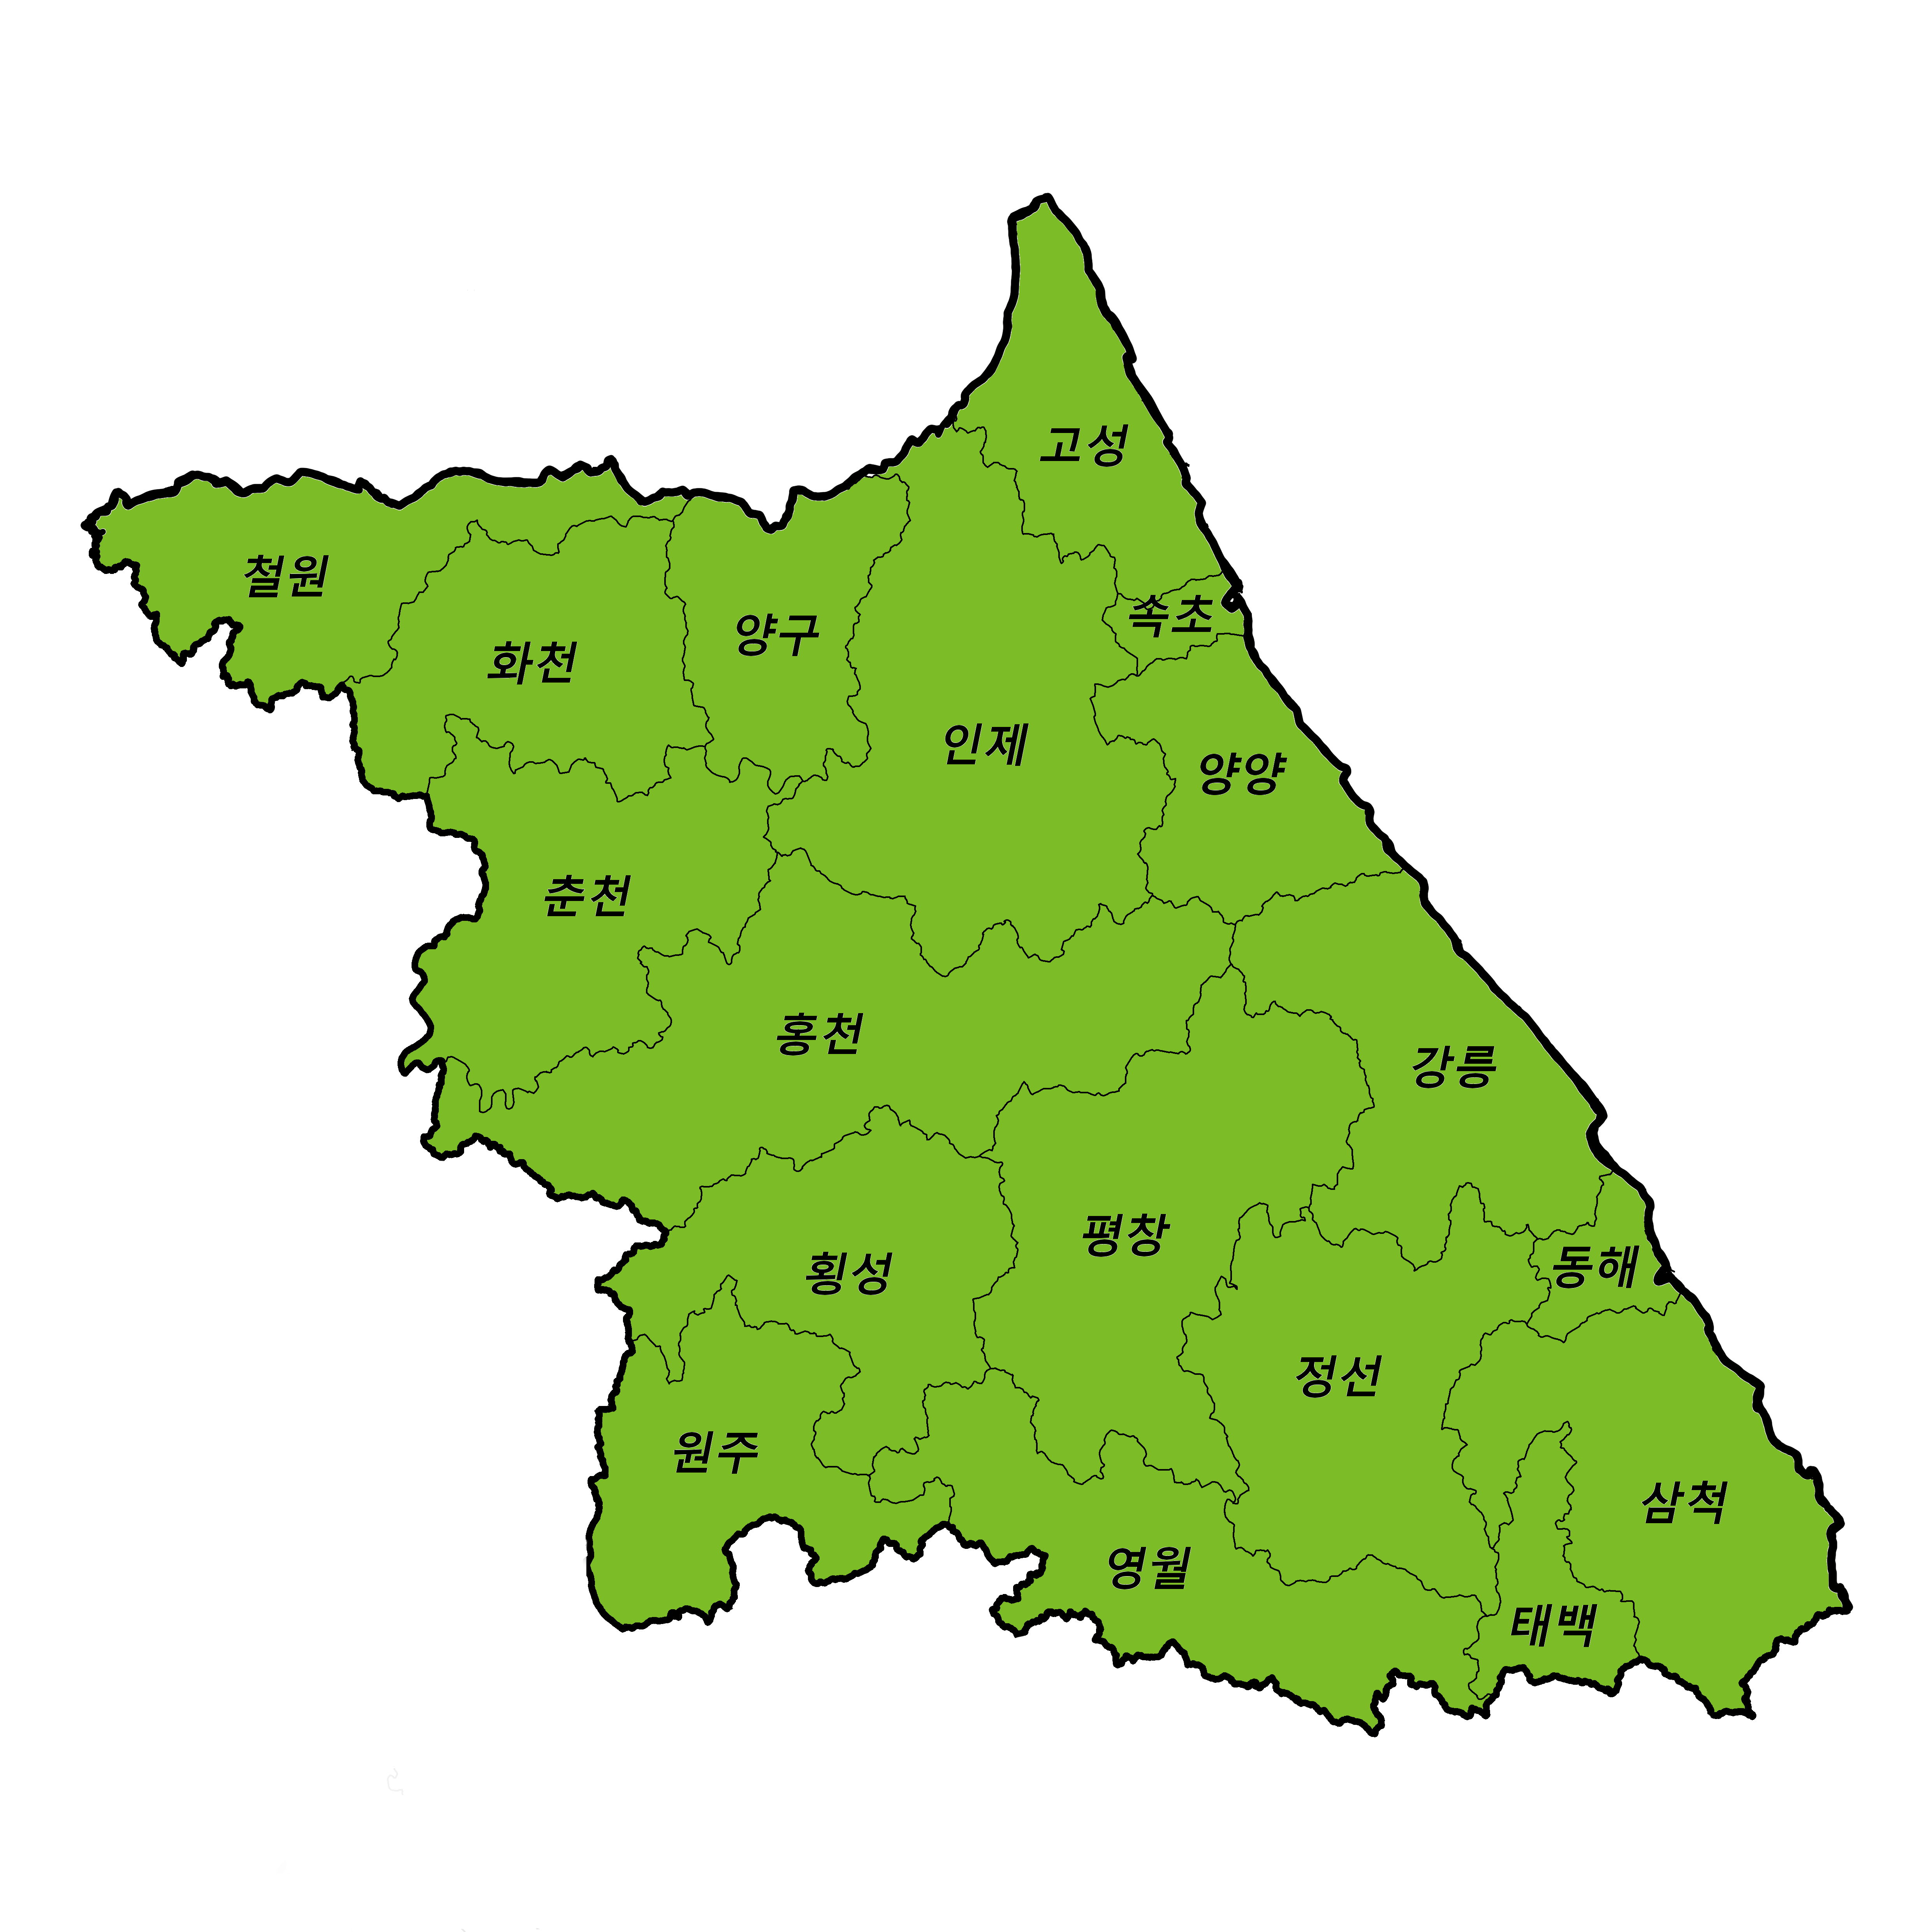 고성
철원
속초
양구
화천
인제
양양
춘천
홍천
강릉
평창
동해
횡성
정선
원주
삼척
영월
태백